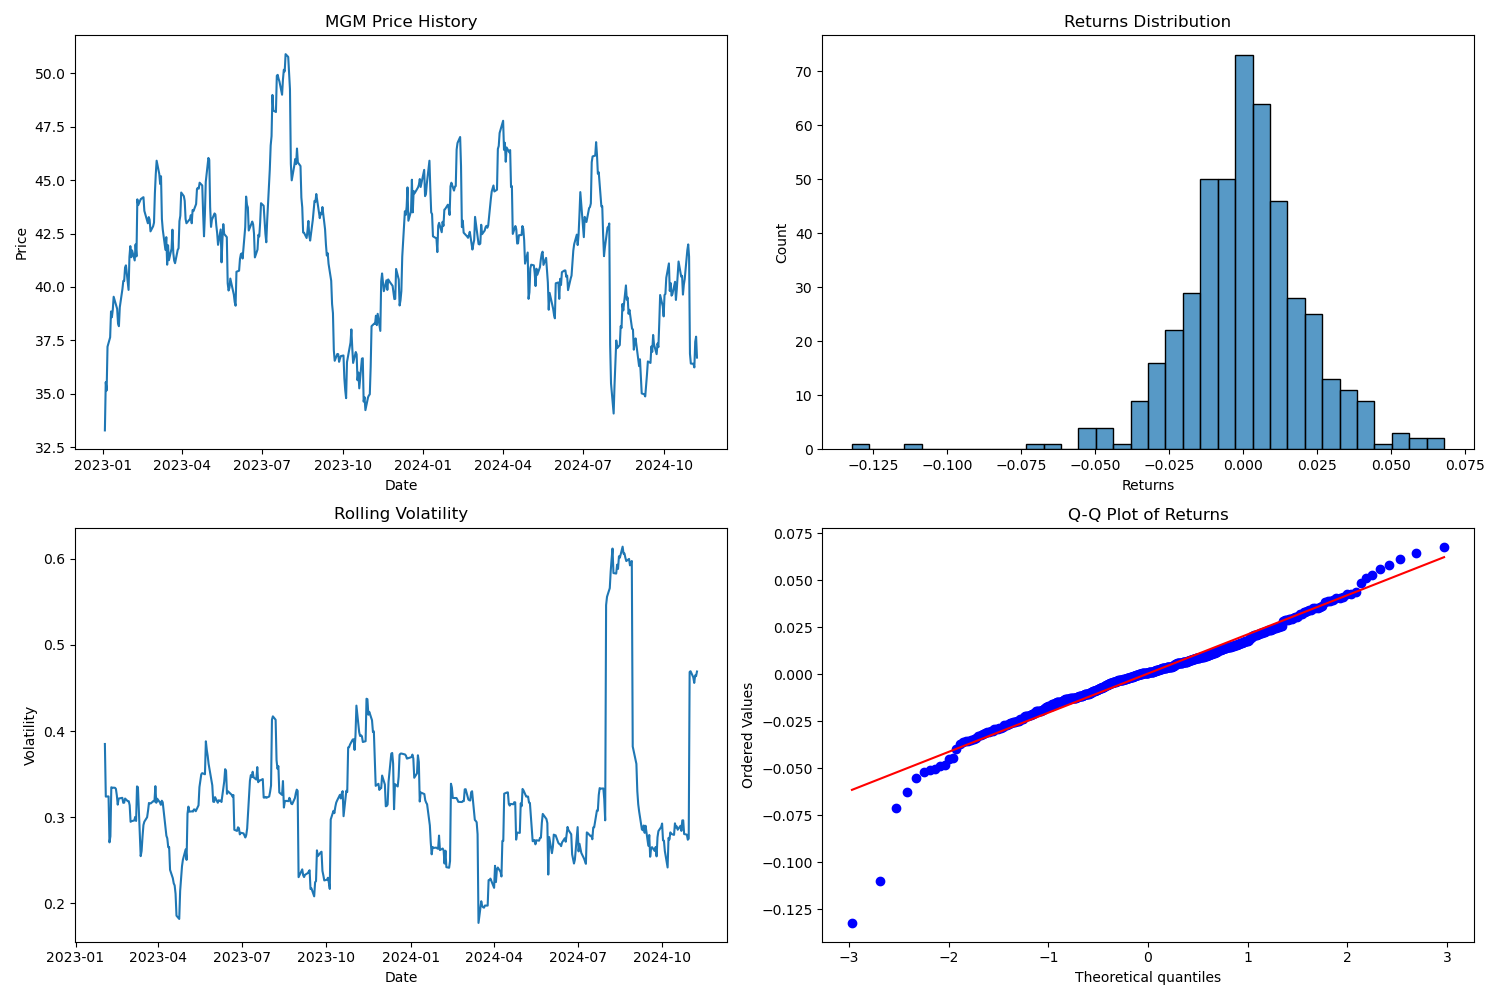 MGM Price History
Price
50.0
47.5
45.0
42.5
40.0
37.5
35.0
32.5
2023-01 2023-04 2023-07 2023-10 2024-01 2024-04 2024-07 2024-10
Date
Returns Distribution
Count
70
60
50
40
30
20
10
0
−0.125 −0.100 −0.075 −0.050 −0.025 0.000 0.025 0.050 0.075
Returns
Rolling Volatility
Volatility
0.6
0.5
0.4
0.3
0.2
2023-01 2023-04 2023-07 2023-10 2024-01 2024-04 2024-07 2024-10
Date
Q-Q Plot of Returns
Ordered Values
0.075
0.050
0.025
0.000
−0.025
−0.050
−0.075
−0.100
−0.125
−3 −2 −1 0 1 2 3
Theoretical quantiles